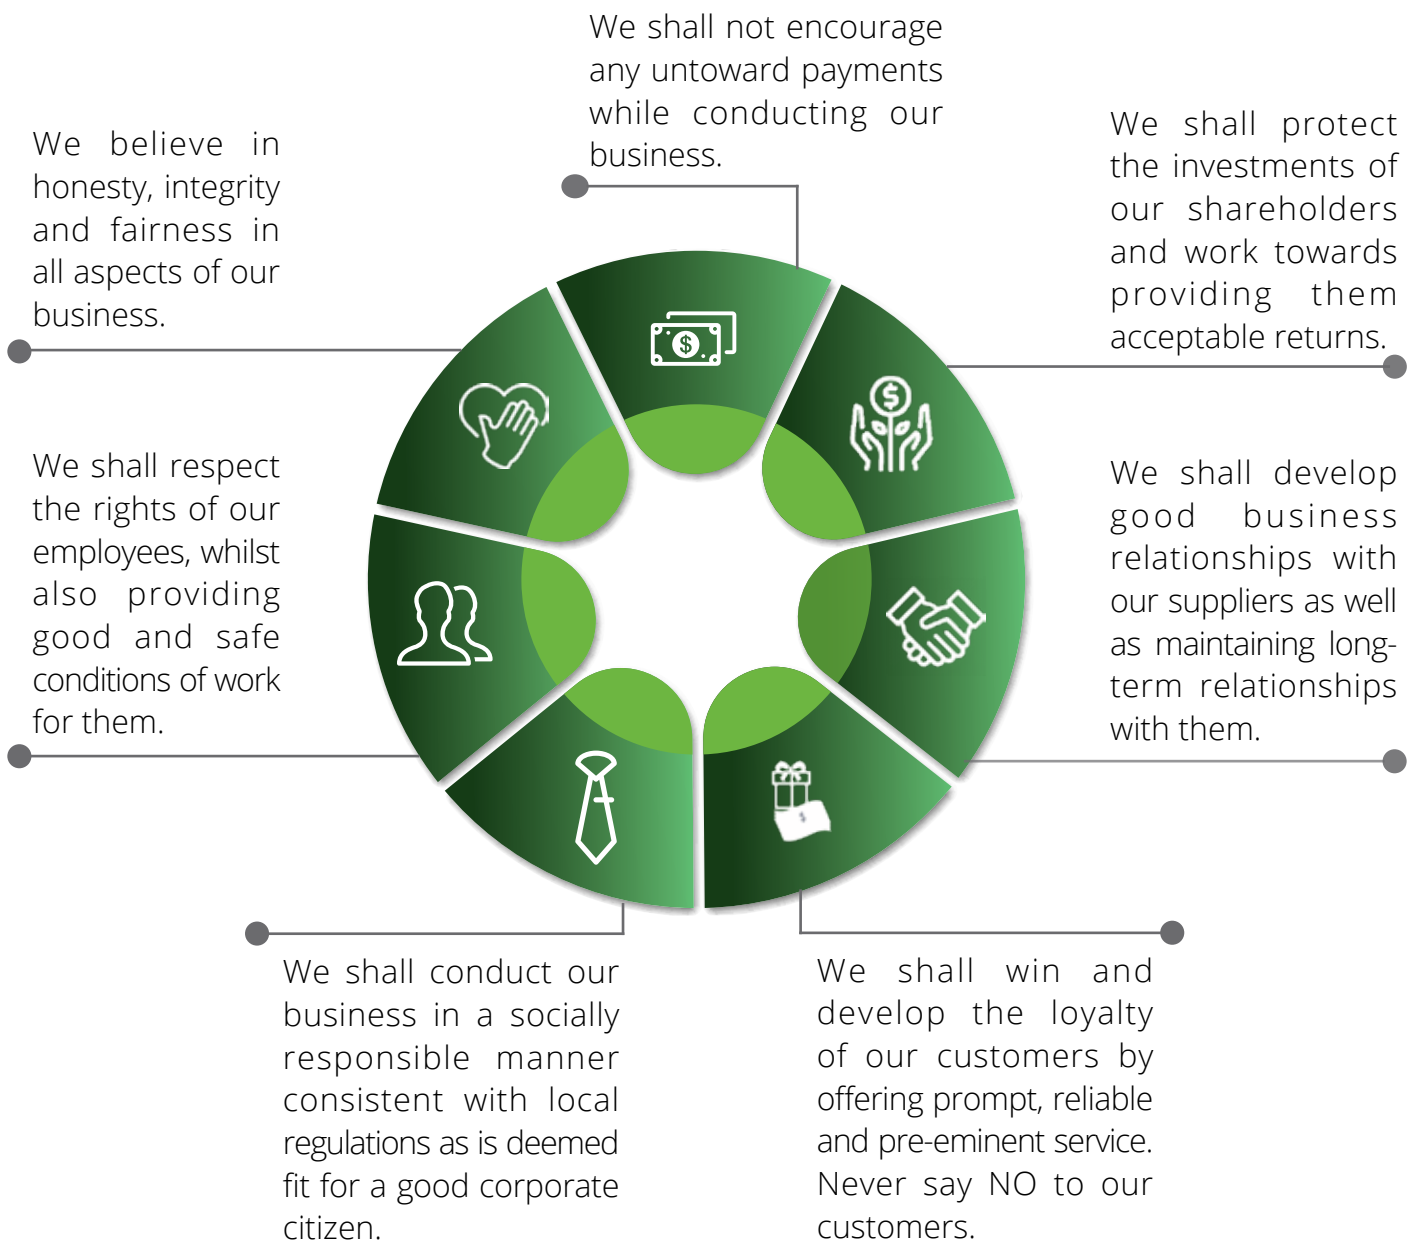 We shall not encourage
any untoward payments
while conducting our
business.
We believe in
honesty, integrity
and fairness in
all aspects of our
business.
We shall protect
the investments of
our shareholders
and work towards
providing them
acceptable returns.
We shall respect
the rights of our
employees, whilst
also providing
good and safe
conditions of work
for them.
We shall develop
good business
relationships with
our suppliers as well
as maintaining long-
term relationships
with them.
We shall conduct our
business in a socially
responsible manner
consistent with local
regulations as is deemed
fit for a good corporate
citizen.
We shall win and
develop the loyalty
of our customers by
offering prompt, reliable
and pre-eminent service.
Never say NO to our
customers.